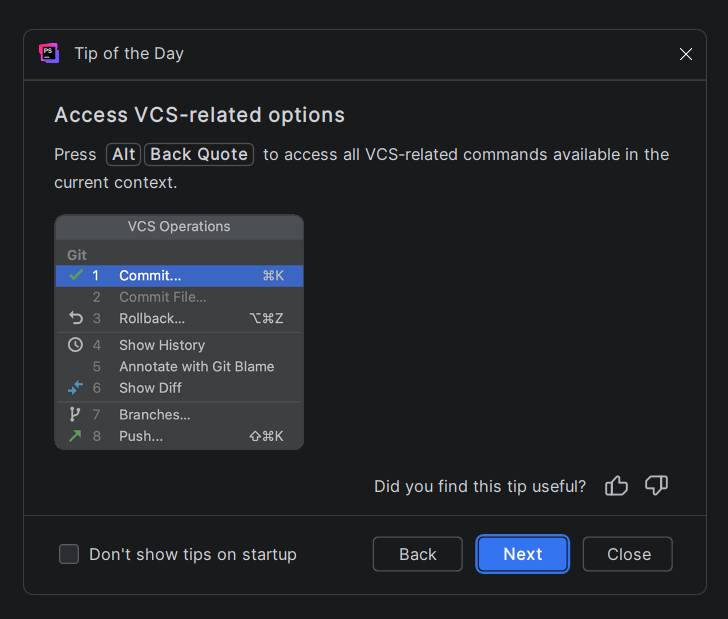 PS Tip of the Day
Access VCS-related options
Press Alt Back Quote to access all VCS-related commands available in the
current context.
VCS Operations
Git
1 Commit... ⌘K
2 Commit File...
3 Rollback... ⌥⌘Z
4 Show History
5 Annotate with Git Blame
6 Show Diff
7 Branches...
8 Push... ⇧⌘K
Did you find this tip useful?
Don't show tips on startup Back Next Close